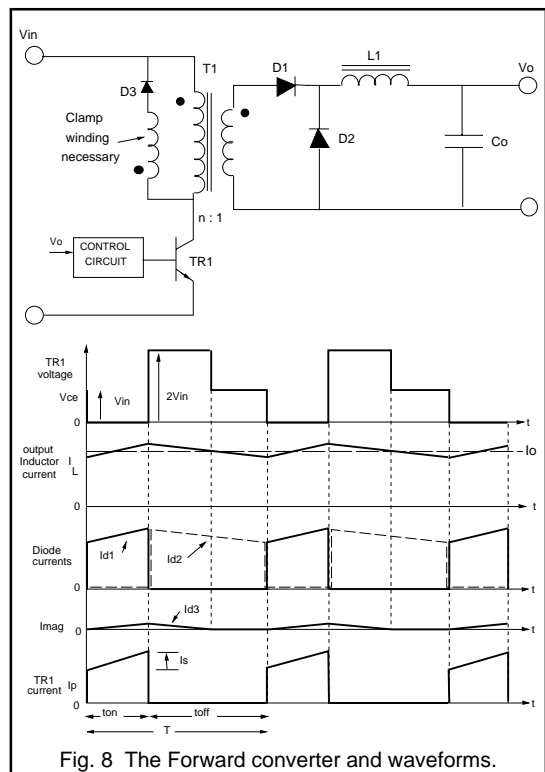 Vin
T1
D1
L1
Vo
D3
Clamp
winding
necessary
D2
Co
n : 1
Vo
CONTROL
CIRCUIT
TR1
TR1
voltage
Vce
Vin
2Vin
0
t
output
Inductor
current
I
L
Io
0
t
Diode
currents
Id1
Id2
0
t
Id3
Imag
0
t
TR1
current
Ip
Is
0
t
ton
toff
T
Fig. 8 The Forward converter and waveforms.